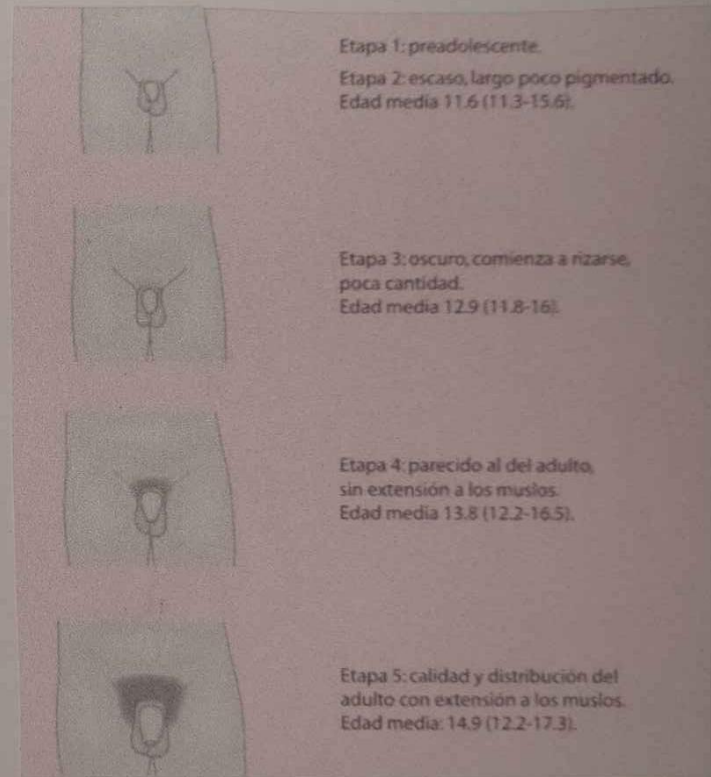 Etapa 1: preadolescente.
Etapa 2: escaso, largo poco pigmentado.
Edad media 11.6 (11.3-15.6).
Etapa 3: oscuro, comienza a rizarse,
poca cantidad.
Edad media 12.9 (11.8-16).
Etapa 4: parecido al del adulto,
sin extensión a los muslos.
Edad media 13.8 (12.2-16.5).
Etapa 5: calidad y distribución del
adulto con extensión a los muslos.
Edad media: 14.9 (12.2-17.3).